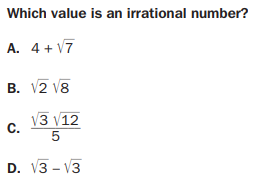 Which value is an irrational number?
A. 4 + √7
B. √2 √8
C. √3 √12 / 5
D. √3 – √3